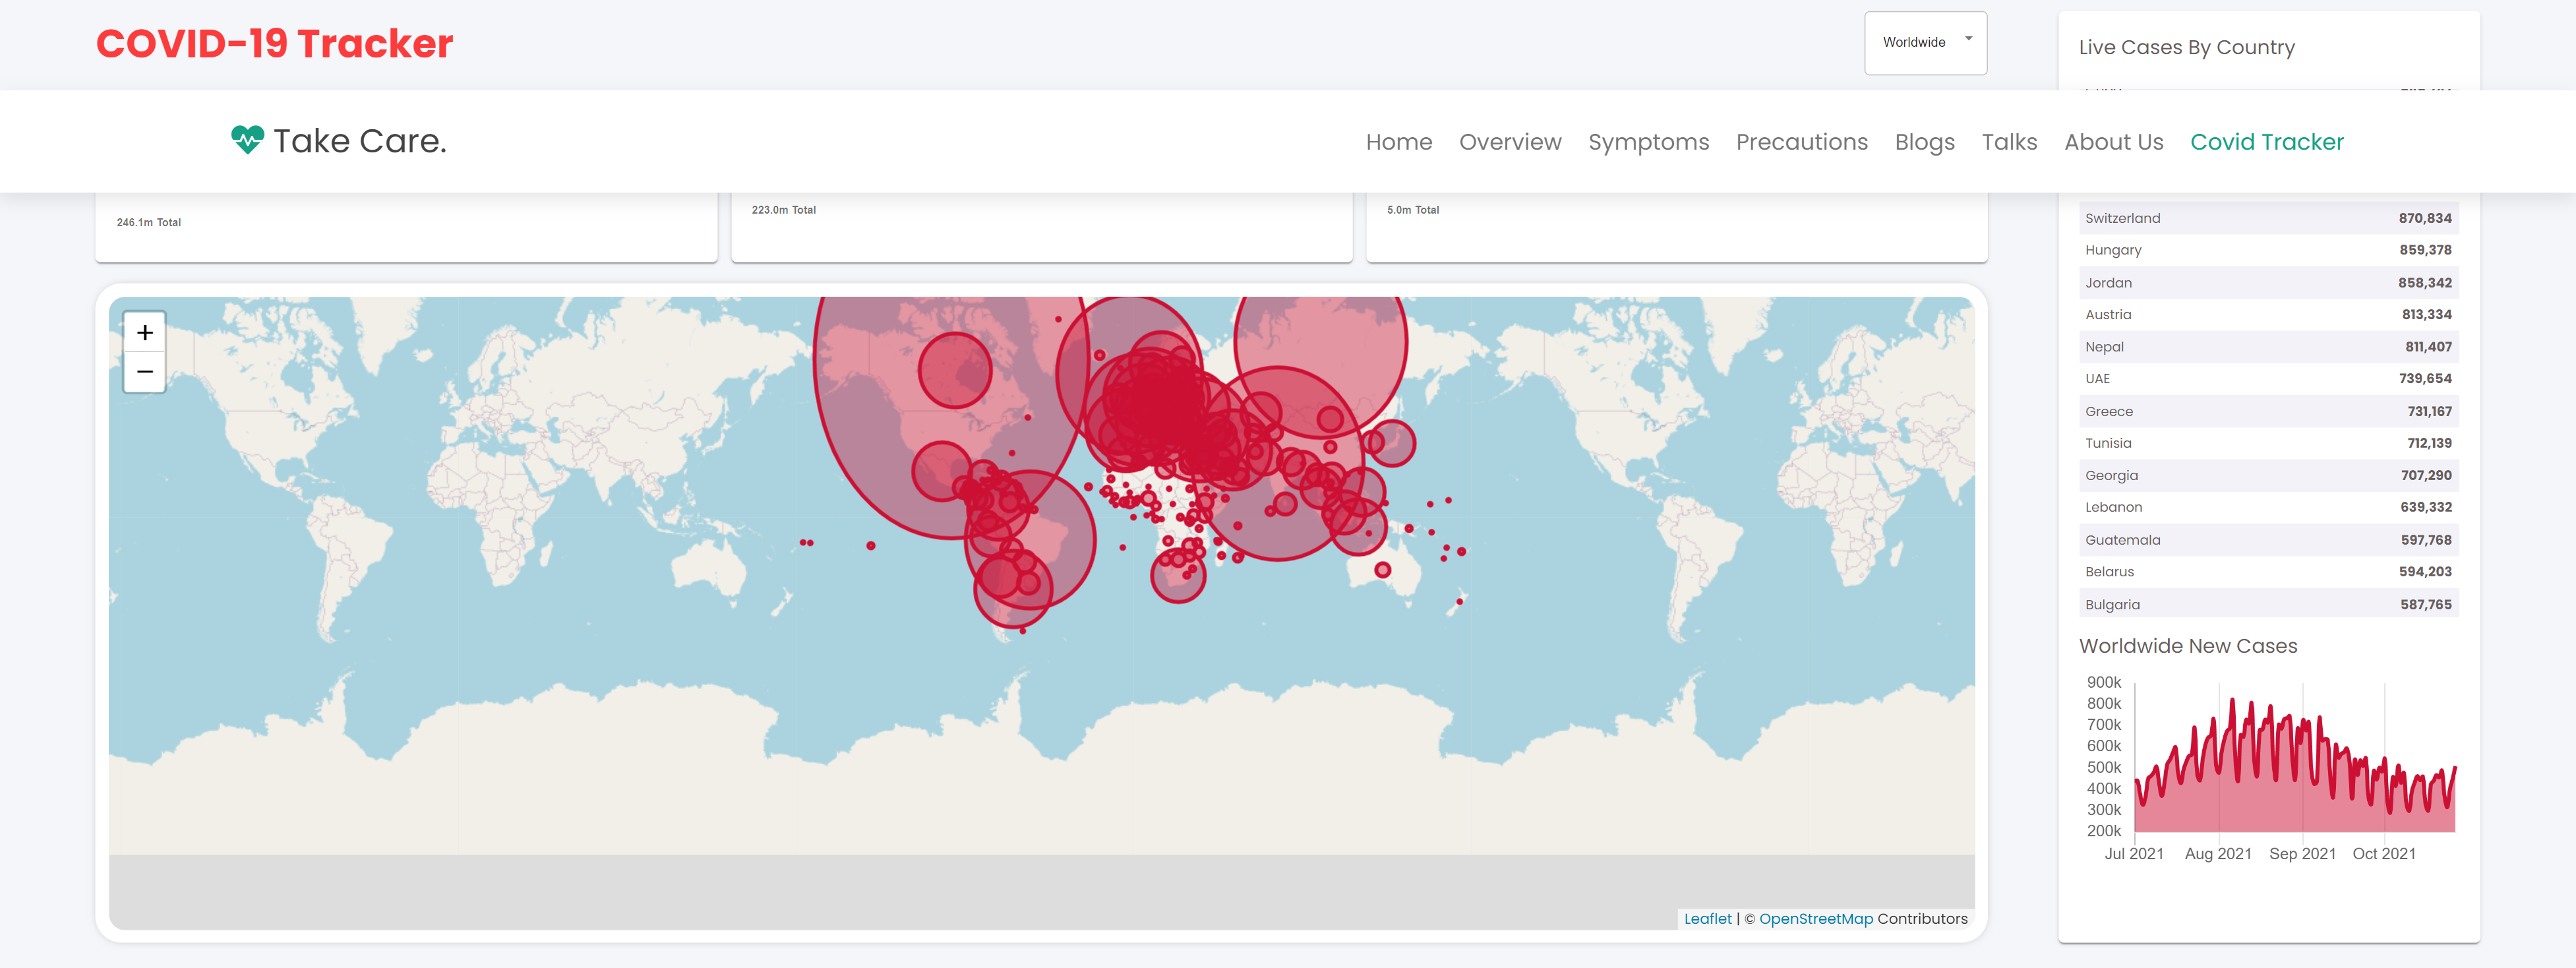 COVID-19 Tracker
Worldwide
Live Cases By Country
Take Care.
Home Overview Symptoms Precautions Blogs Talks About Us Covid Tracker
246.1m Total
223.0m Total
5.0m Total
+
−
Switzerland 870,834
Hungary 859,378
Jordan 858,342
Austria 813,334
Nepal 811,407
UAE 739,654
Greece 731,167
Tunisia 712,139
Georgia 707,290
Lebanon 639,332
Guatemala 597,768
Belarus 594,203
Bulgaria 587,765
Worldwide New Cases
900k
800k
700k
600k
500k
400k
300k
200k
Jul 2021 Aug 2021 Sep 2021 Oct 2021
Leaflet | © OpenStreetMap Contributors